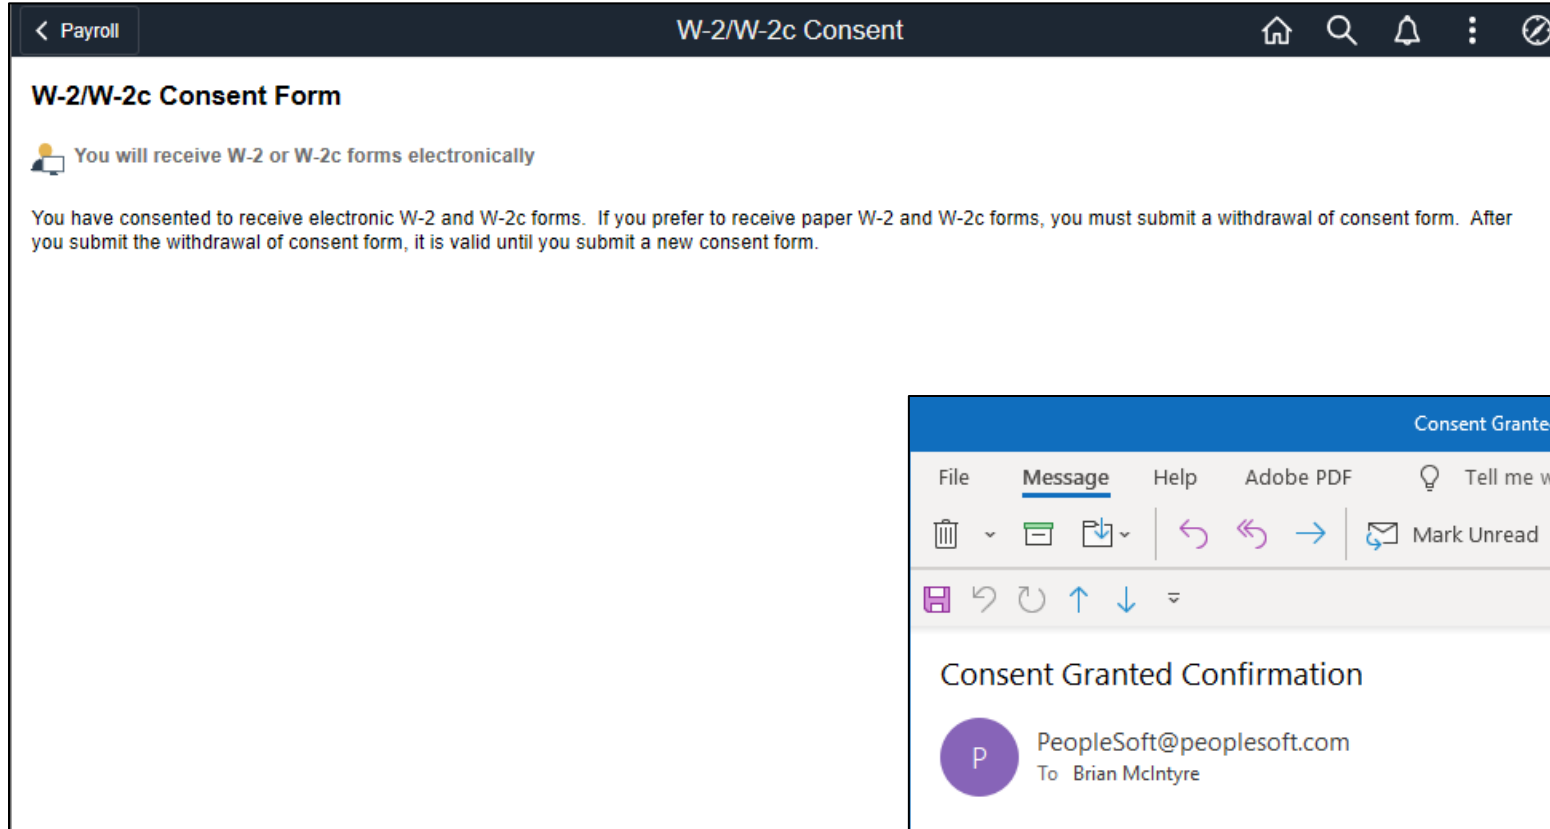 Payroll
W-2/W-2c Consent
W-2/W-2c Consent Form
You will receive W-2 or W-2c forms electronically
You have consented to receive electronic W-2 and W-2c forms.  If you prefer to receive paper W-2 and W-2c forms, you must submit a withdrawal of consent form.  After
you submit the withdrawal of consent form, it is valid until you submit a new consent form.
Consent Grante
File Message Help Adobe PDF Tell me w
Mark Unread
Consent Granted Confirmation
P
PeopleSoft@peoplesoft.com
To Brian McIntyre